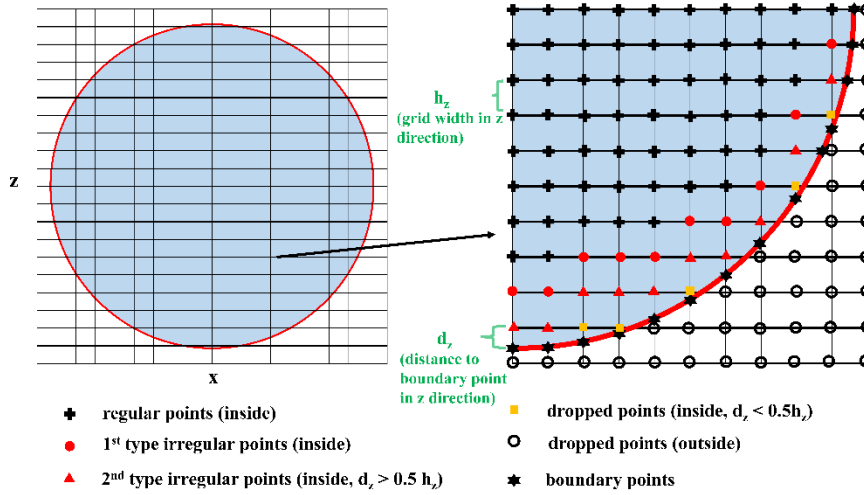 z
x
h_z
(grid width in z
direction)
d_z
(distance to
boundary point
in z direction)
regular points (inside)
1st type irregular points (inside)
2nd type irregular points (inside, d_z > 0.5 h_z)
dropped points (inside, d_z < 0.5h_z)
dropped points (outside)
boundary points